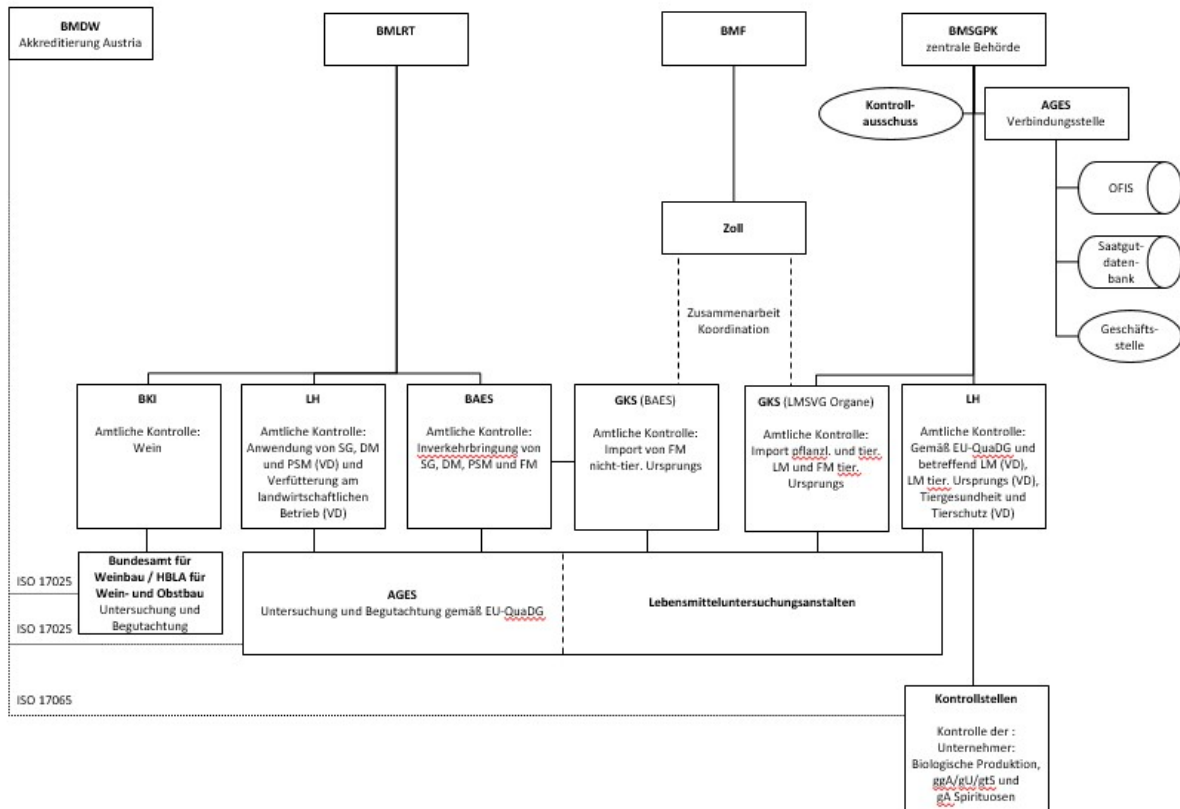 BMDW
Akkreditierung Austria
BMLRT
BMF
BMSGPK
zentrale Behörde
Kontroll-
ausschuss
AGES
Verbindungsstelle
OFIS
Zoll
Saatgut-
daten-
bank
Zusammenarbeit
Koordination
Geschäfts-
stelle
BKI
Amtliche Kontrolle:
Wein
LH
Amtliche Kontrolle:
Anwendung von SG, DM
und PSM (VD) und
Verfütterung am
landwirtschaftlichen
Betrieb (VD)
BAES
Amtliche Kontrolle:
Inverkehrbringung von
SG, DM, PSM und FM
GKS (BAES)
Amtliche Kontrolle:
Import von FM
nicht-tier. Ursprungs
GKS (LMSVG Organe)
Amtliche Kontrolle:
Import pflanzl. und tier.
LM und FM tier.
Ursprungs
LH
Amtliche Kontrolle:
Gemäß EU-QuaDG und
betreffend LM (VD),
LM tier. Ursprungs (VD),
Tiergesundheit und
Tierschutz (VD)
Bundesamt für
Weinbau / HBLA für
Wein- und Obstbau
Untersuchung und
Begutachtung
ISO 17025
ISO 17025
AGES
Untersuchung und Begutachtung gemäß EU-QuaDG
Lebensmitteluntersuchungsanstalten
ISO 17065
Kontrollstellen
Kontrolle der :
Unternehmer:
Biologische Produktion,
ggA/gU/gtS und
gA Spirituosen